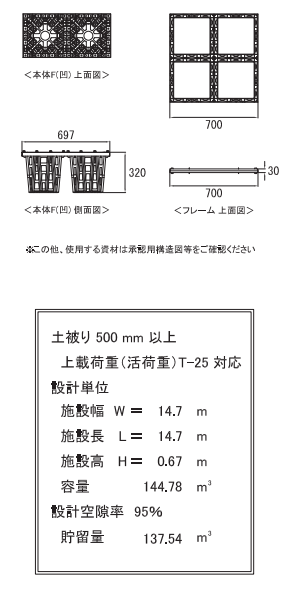 ＜本体F(凹) 上面図＞
697
320
＜本体F(凹) 側面図＞
700
30
700
＜フレーム 上面図＞
※この他、使用する資材は承認用構造図等をご確認ください
土被り 500 mm 以上
上載荷重（活荷重）T-25 対応
設計単位
施設幅 W＝ 14.7 m
施設長 L＝ 14.7 m
施設高 H＝ 0.67 m
容量 144.78 m³
設計空隙率 95%
貯留量 137.54 m³